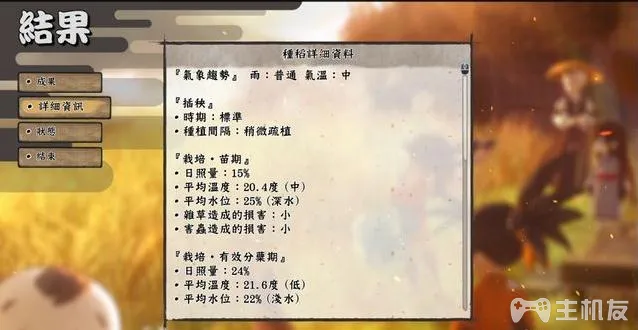 結果
成果
詳細資訊
狀態
結束
種稻詳細資料
『氣象趨勢』 雨：普通 氣溫：中
『插秧』
・時期：標準
・種植間隔：稍微疏植
『栽培・苗期』
・日照量：15%
・平均溫度：20.4度(中)
・平均水位：25%(深水)
・雜草造成的損害：小
・害蟲造成的損害：小
『栽培・有效分蘗期』
・日照量：24%
・平均溫度：21.6度(低)
・平均水位：22%(淺水)
主机友